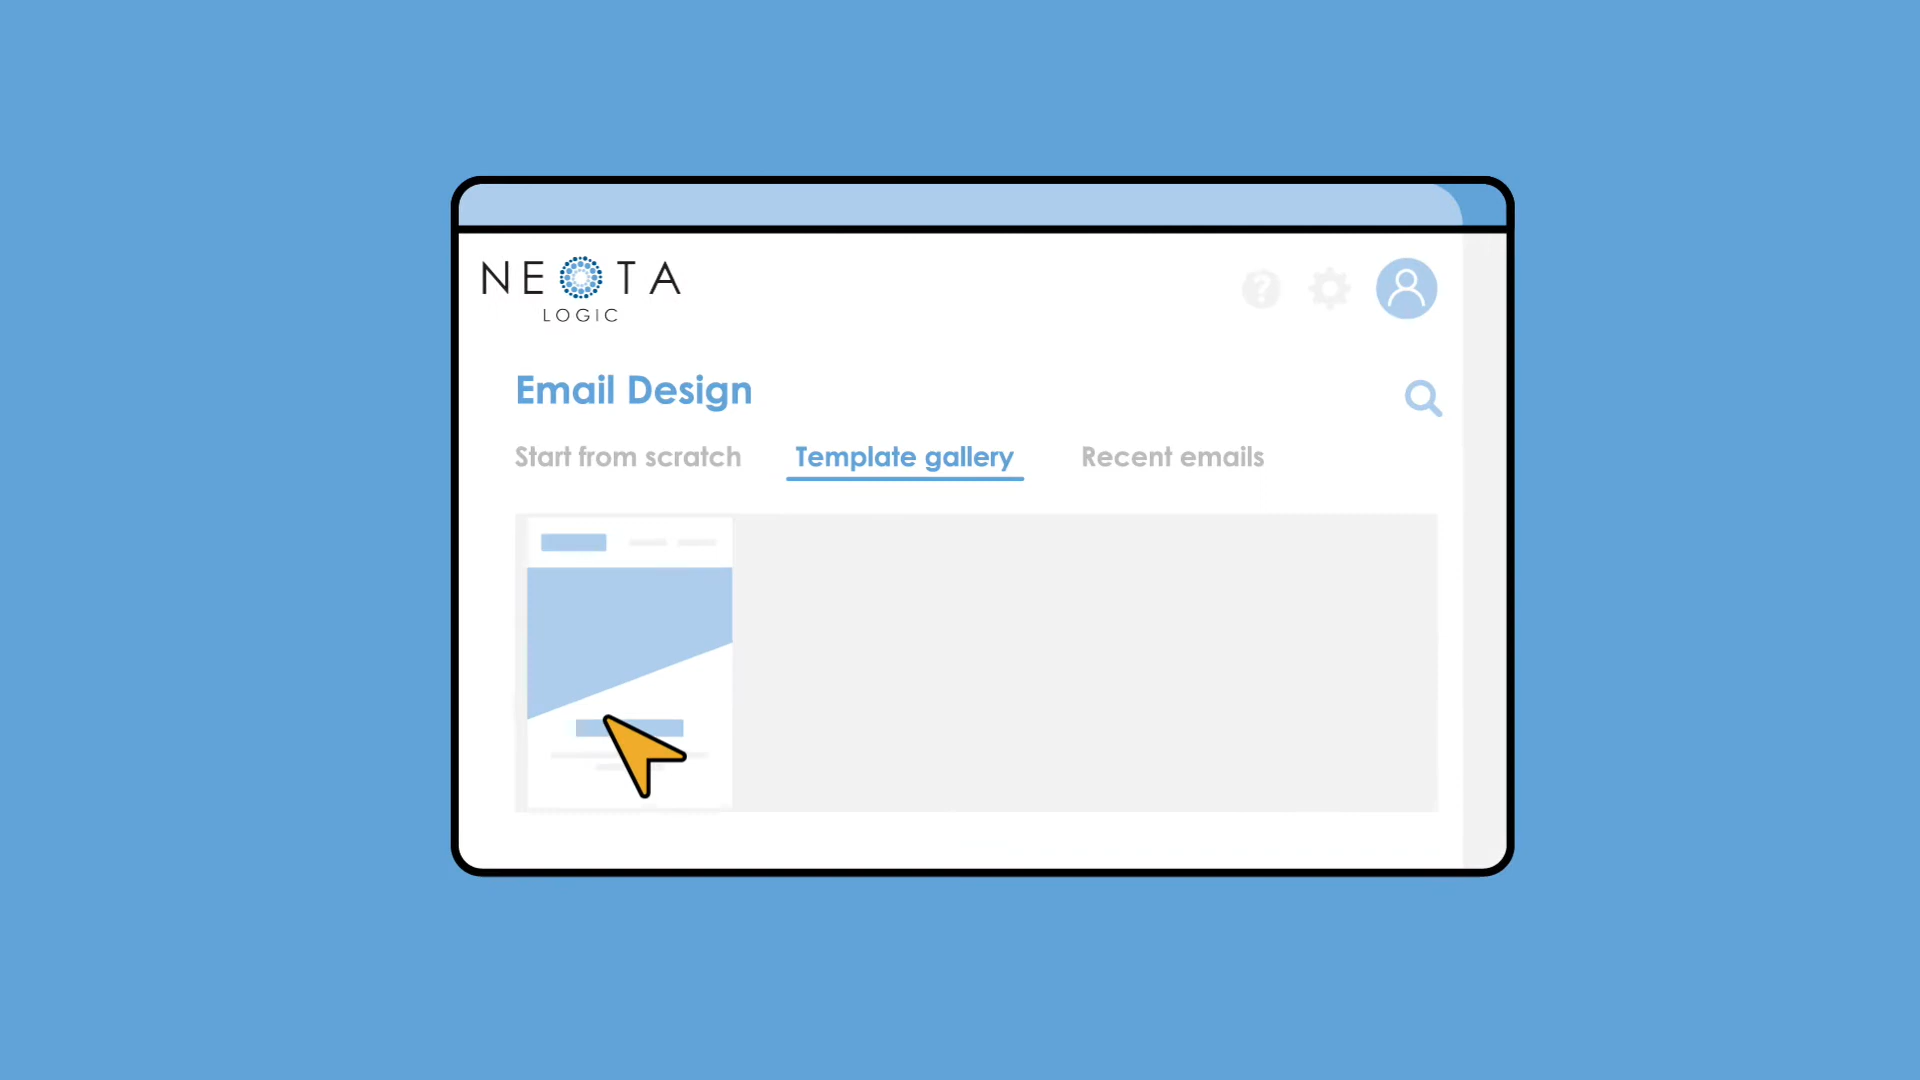 NEOTA
LOGIC
Email Design
Start from scratch
Template gallery
Recent emails